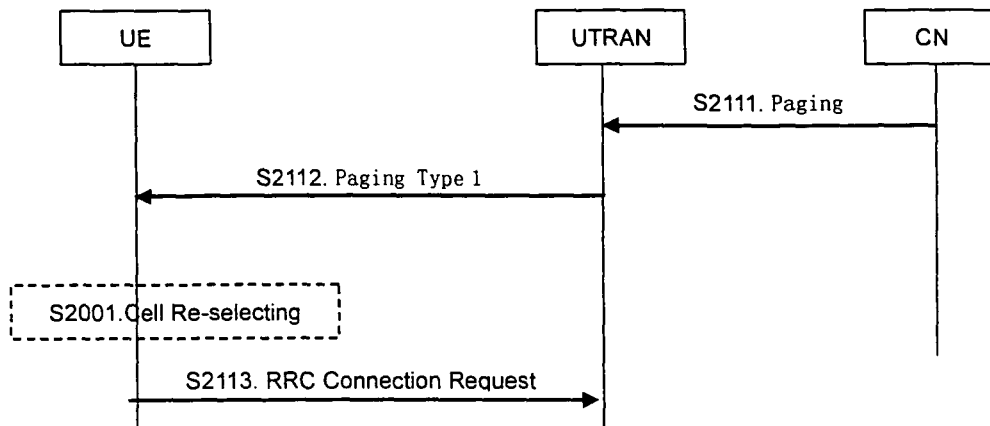 UE
UTRAN
CN
S2111. Paging
S2112. Paging Type 1
S2001.Cell Re-selecting
S2113. RRC Connection Request